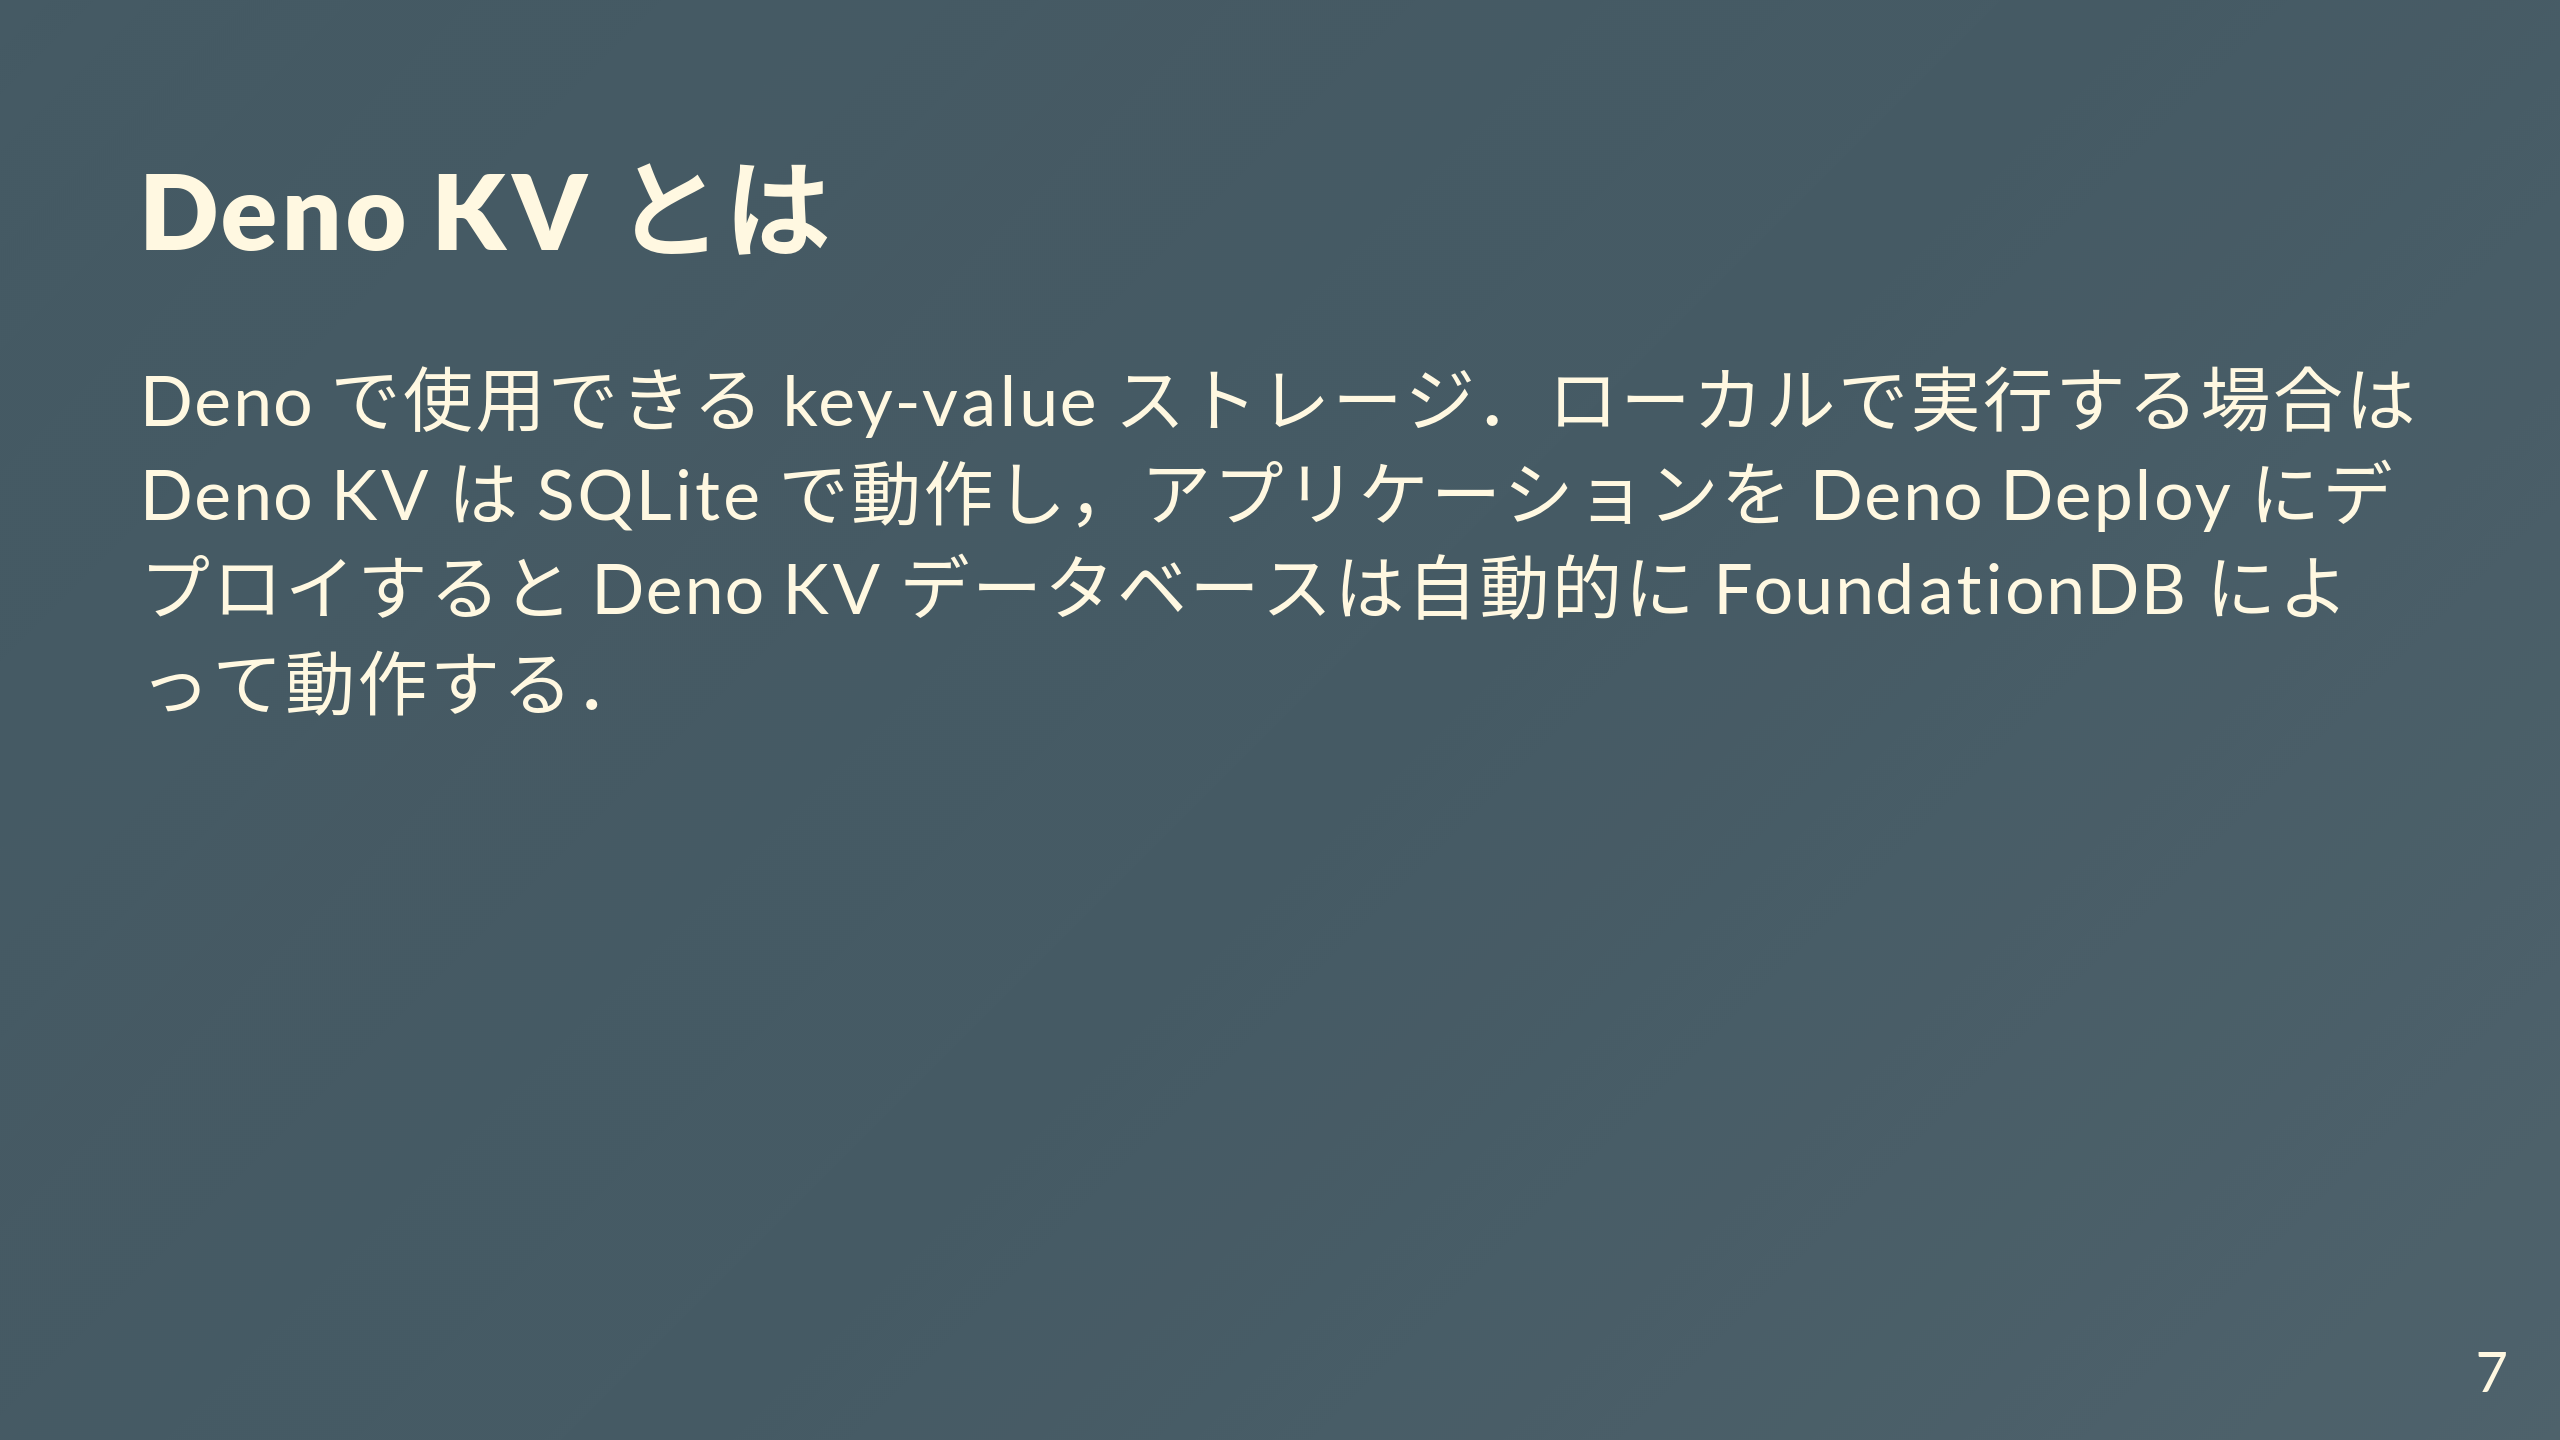 Deno KV とは
Deno で使用できる key-value ストレージ．ローカルで実行する場合は
Deno KV は SQLite で動作し，アプリケーションを Deno Deploy にデ
プロイすると Deno KV データベースは自動的に FoundationDB によ
って動作する．
7